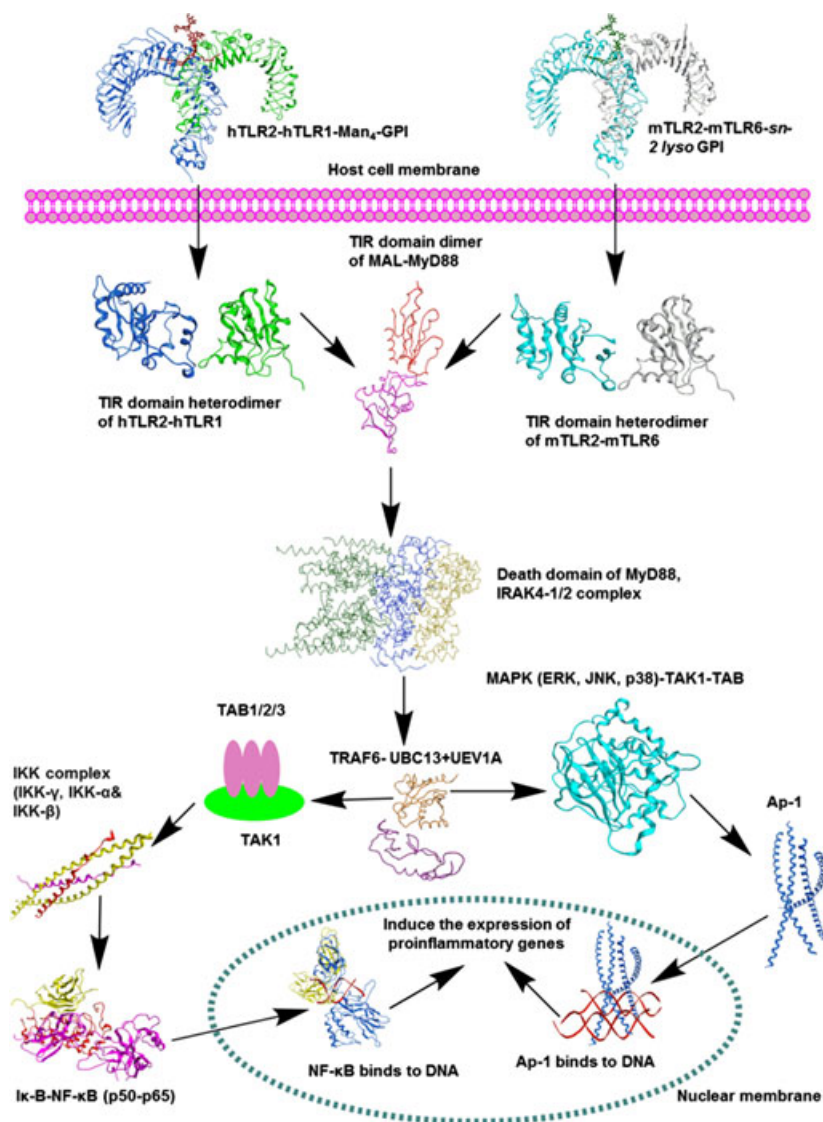 hTLR2-hTLR1-Man₄-GPI
mTLR2-mTLR6-sn-
2 lyso GPI
Host cell membrane
TIR domain dimer
of MAL-MyD88
TIR domain heterodimer
of hTLR2-hTLR1
TIR domain heterodimer
of mTLR2-mTLR6
Death domain of MyD88,
IRAK4-1/2 complex
MAPK (ERK, JNK, p38)-TAK1-TAB
TAB1/2/3
TRAF6- UBC13+UEV1A
IKK complex
(IKK-γ, IKK-α&
IKK-β)
TAK1
Ap-1
Induce the expression of
proinflammatory genes
NF-κB binds to DNA
Ap-1 binds to DNA
Iκ-B-NF-κB (p50-p65)
Nuclear membrane